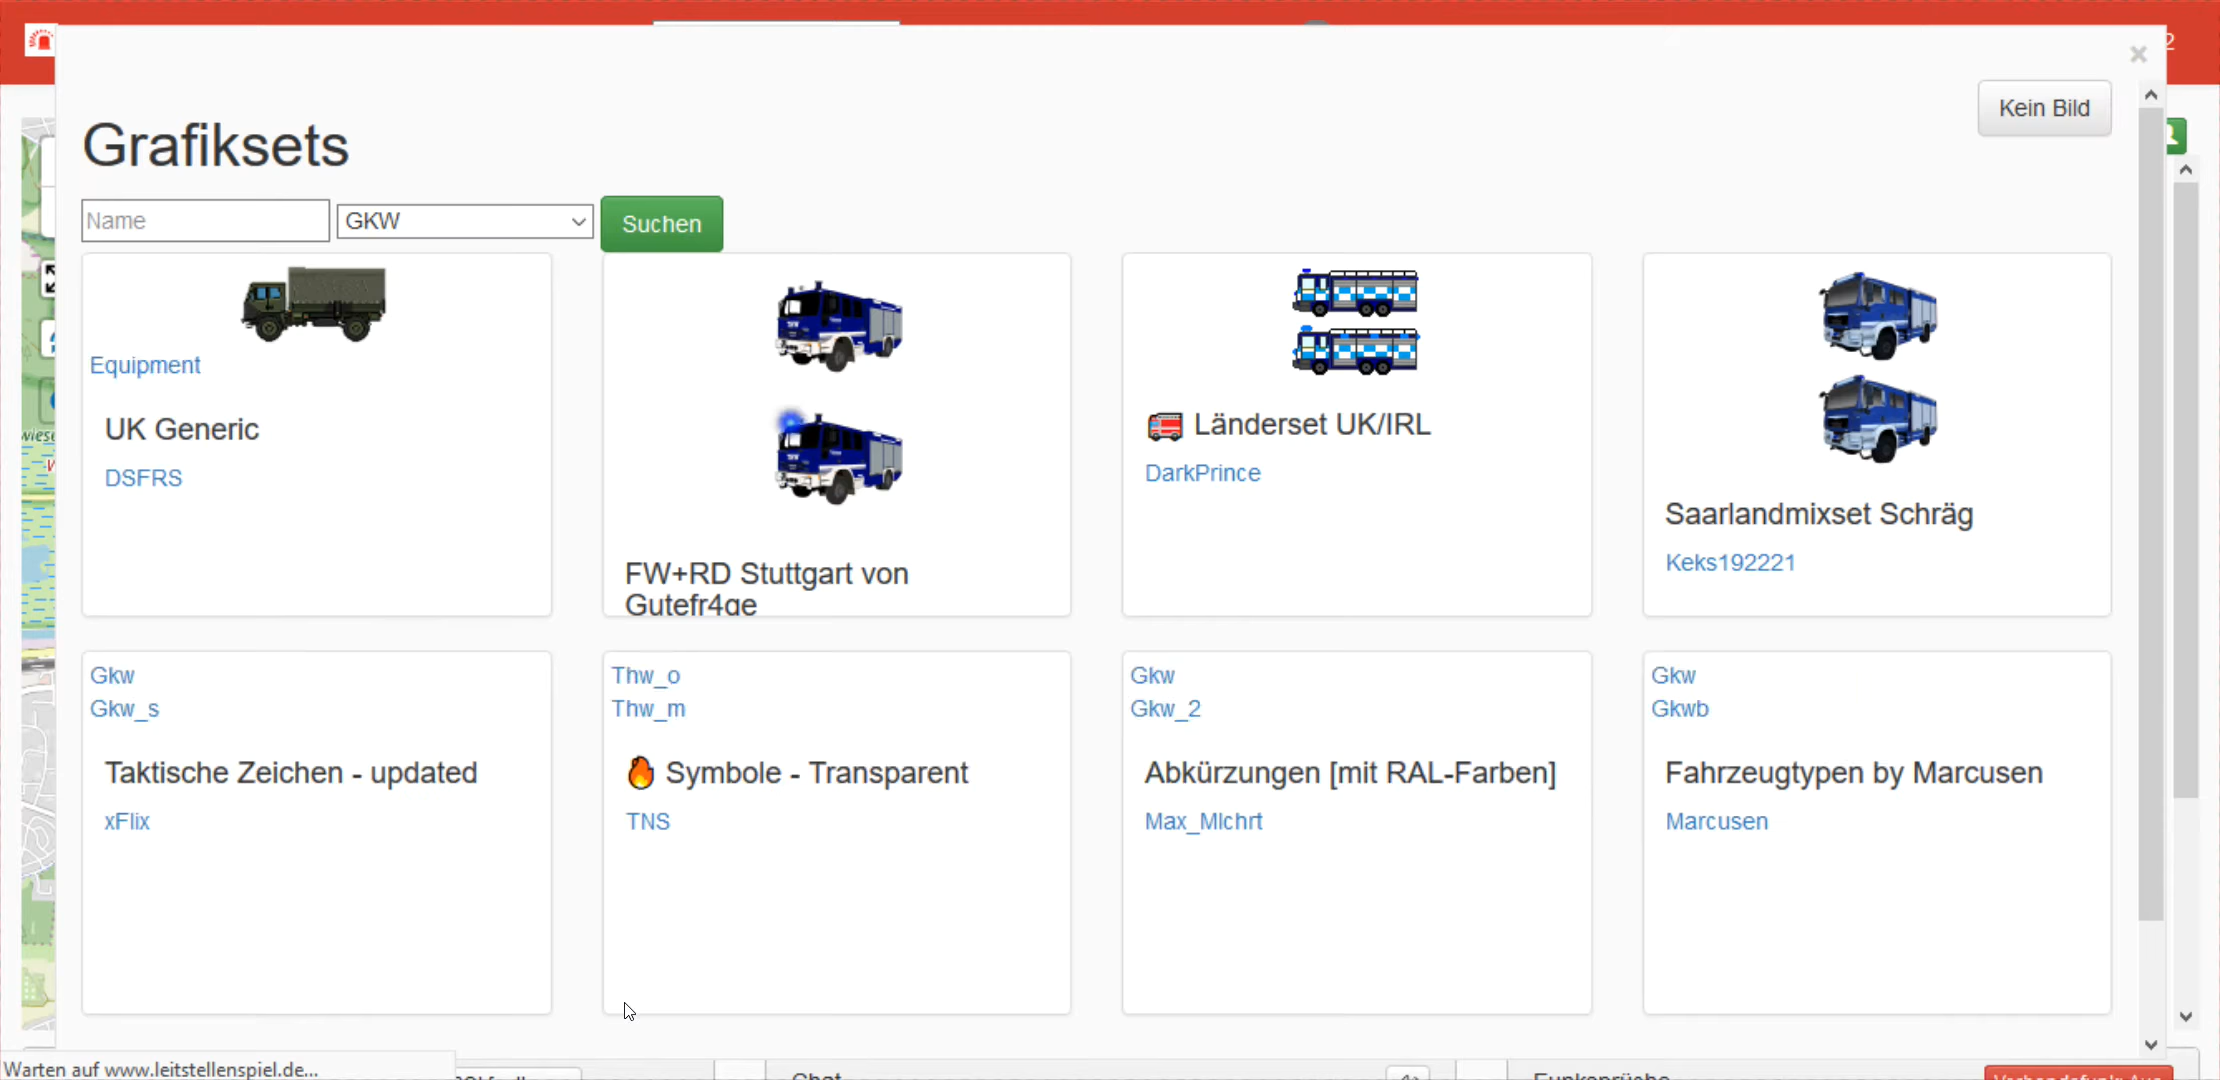 Kein Bild
Grafiksets
Name
GKW
Suchen
Equipment
UK Generic
DSFRS
FW+RD Stuttgart von
Gutefr4ge
Länderset UK/IRL
DarkPrince
Saarlandmixset Schräg
Keks192221
Gkw
Gkw_s
Taktische Zeichen - updated
xFlix
Thw_o
Thw_m
Symbole - Transparent
TNS
Gkw
Gkw_2
Abkürzungen [mit RAL-Farben]
Max_Mlchrt
Gkw
Gkwb
Fahrzeugtypen by Marcusen
Marcusen
Warten auf www.leitstellenspiel.de...
Chat
Funksprüche